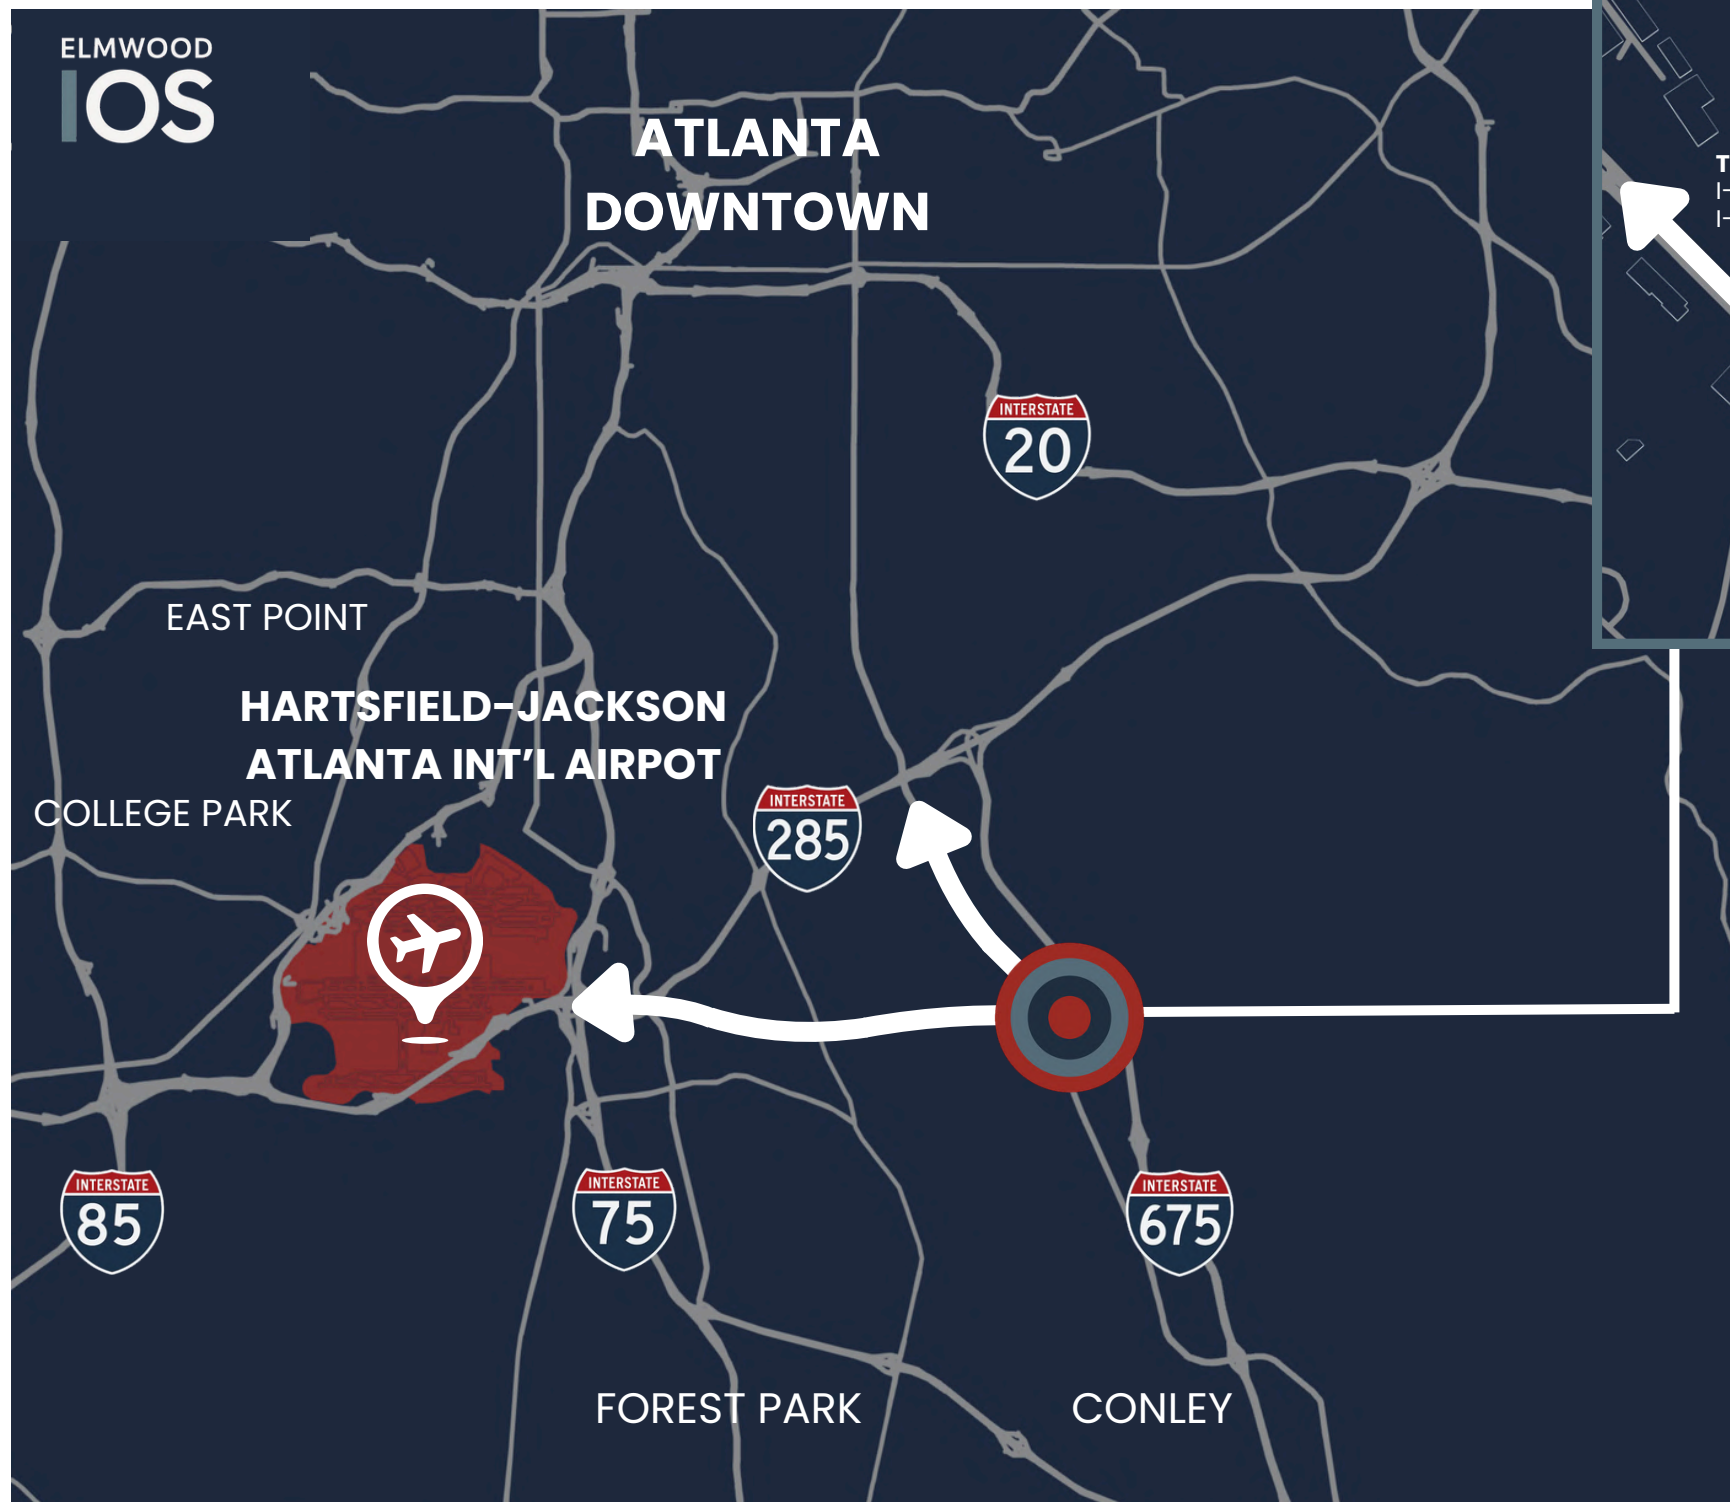 ELMWOOD
IOS
ATLANTA
DOWNTOWN
T
I-
I-
INTERSTATE
20
EAST POINT
HARTSFIELD-JACKSON
ATLANTA INT'L AIRPOT
COLLEGE PARK
INTERSTATE
285
INTERSTATE
85
INTERSTATE
75
INTERSTATE
675
FOREST PARK
CONLEY